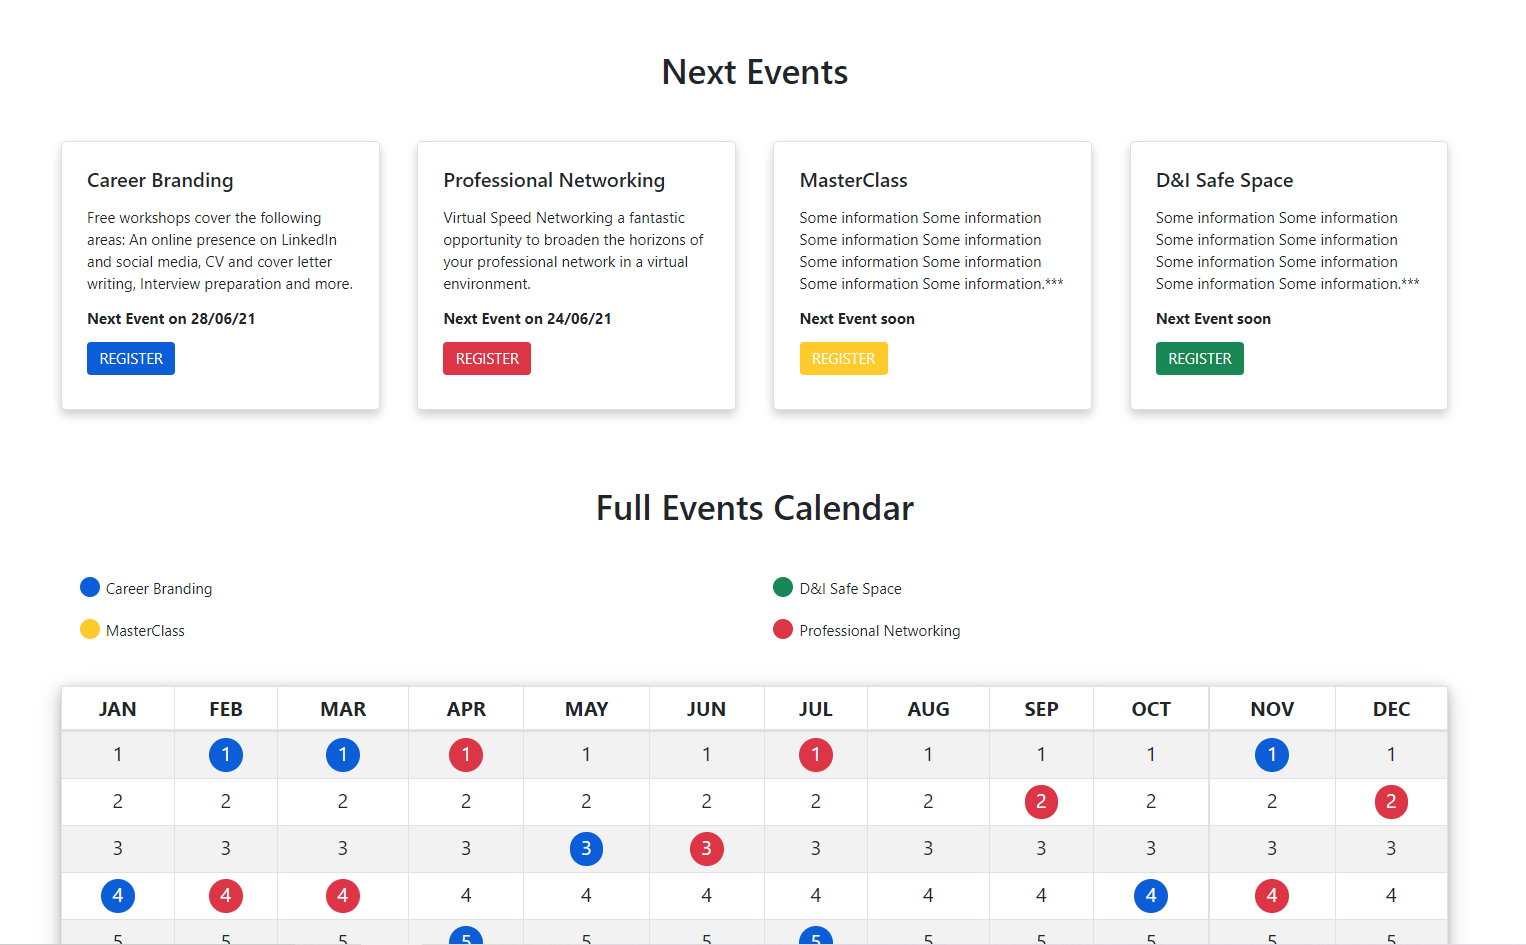 Next Events
Career Branding
Free workshops cover the following
areas: An online presence on LinkedIn
and social media, CV and cover letter
writing, Interview preparation and more.
Next Event on 28/06/21
REGISTER
Professional Networking
Virtual Speed Networking a fantastic
opportunity to broaden the horizons of
your professional network in a virtual
environment.
Next Event on 24/06/21
REGISTER
MasterClass
Some information Some information
Some information Some information
Some information Some information
Some information Some information.***
Next Event soon
REGISTER
D&I Safe Space
Some information Some information
Some information Some information
Some information Some information
Some information Some information.***
Next Event soon
REGISTER
Full Events Calendar
Career Branding
D&I Safe Space
MasterClass
Professional Networking
JAN FEB MAR APR MAY JUN JUL AUG SEP OCT NOV DEC
1 1 1 1 1 1 1 1 1 1 1 1
2 2 2 2 2 2 2 2 2 2 2 2
3 3 3 3 3 3 3 3 3 3 3 3
4 4 4 4 4 4 4 4 4 4 4 4
5 5 5 5 5 5 5 5 5 5 5 5